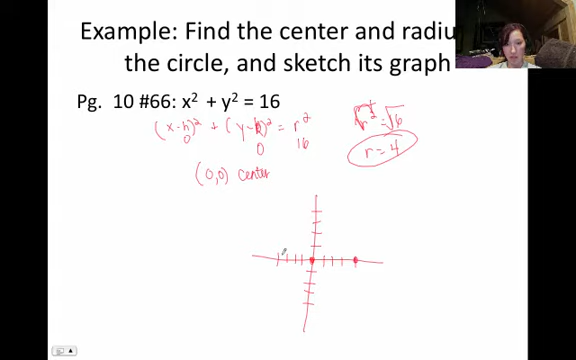 Example: Find the center and radiu
the circle, and sketch its graph
Pg. 10 #66: x² + y² = 16
(x-h)² + (y-k)² = r²
0 0 16
√r² = √16
r = 4
(0,0) center